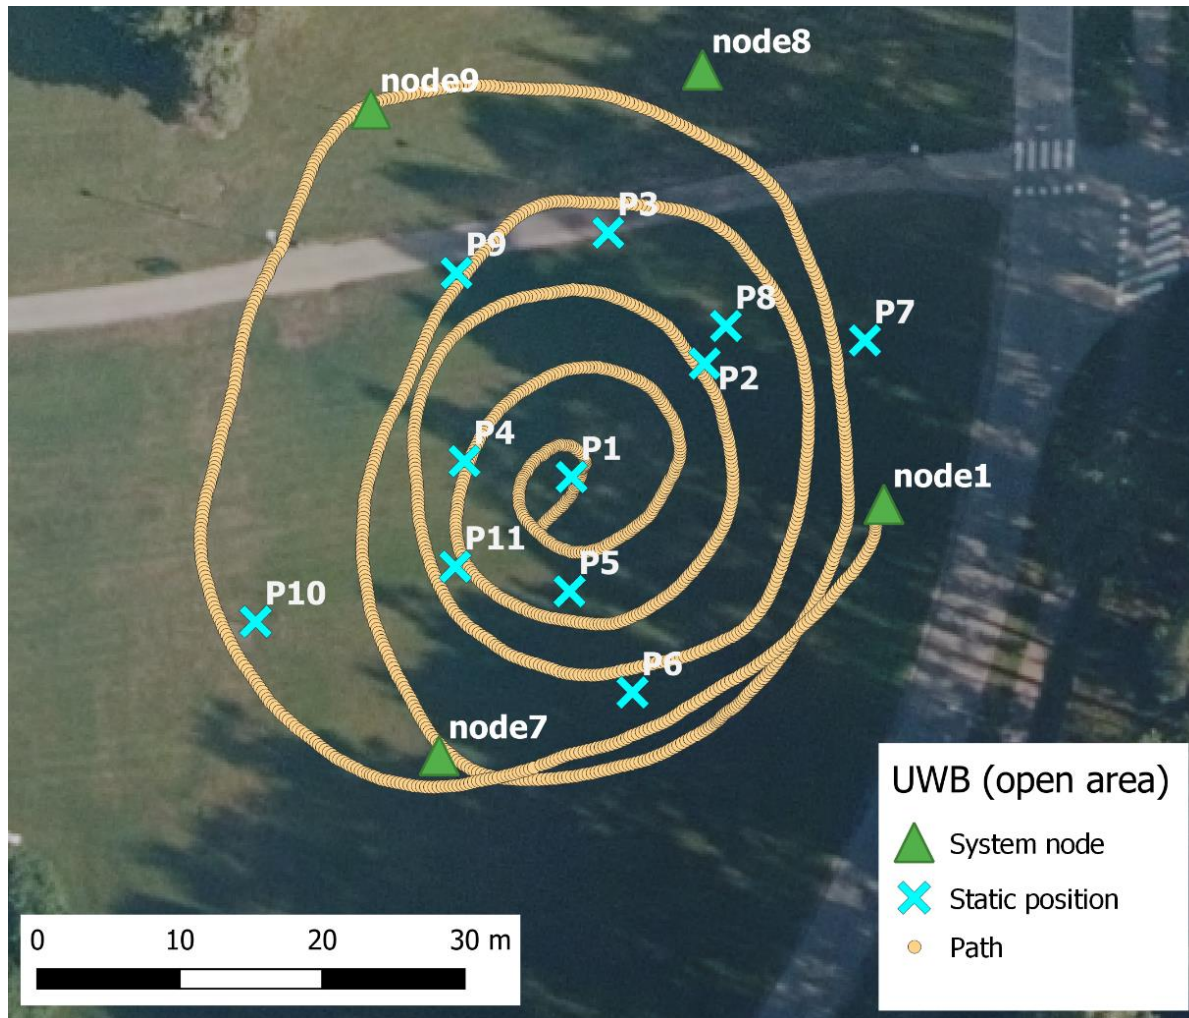 node8
node9
P3
P9
P8
P7
P2
P4
P1
node1
P11
P5
P10
P6
node7
UWB (open area)
System node
Static position
Path
0 10 20 30 m